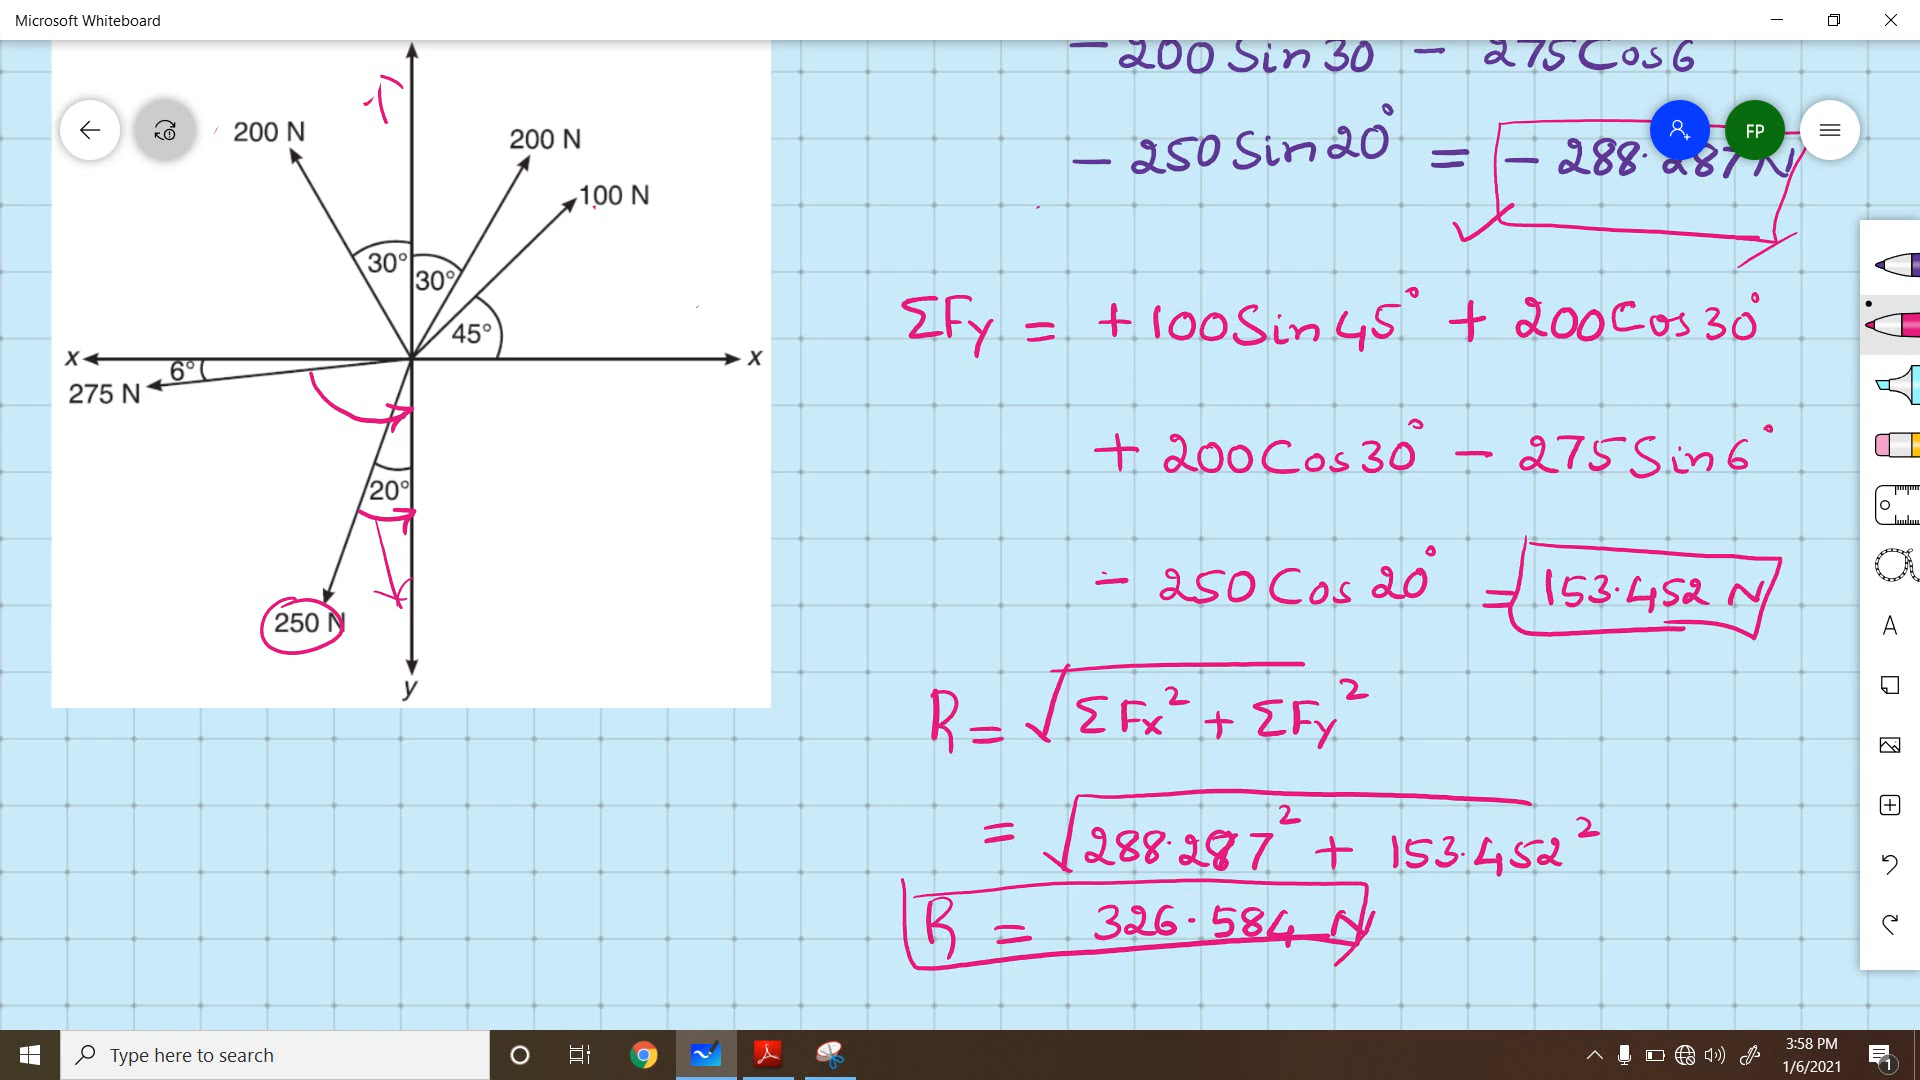 Microsoft Whiteboard
- 200 Sin 30 - 275 Cos 6
200 N
200 N
FP
- 250 Sin 20° = - 288.287 N
100 N
30°
30°
45°
ΣFy = + 100 Sin 45° + 200 Cos 30°
x
6°
x
275 N
+ 200 Cos 30° - 275 Sin 6°
20°
- 250 Cos 20° = 153.452 N
250 N
A
y
R = √ΣFx² + ΣFy²
= √288.287² + 153.452²
R = 326.584 N
Type here to search
3:58 PM
1/6/2021
1